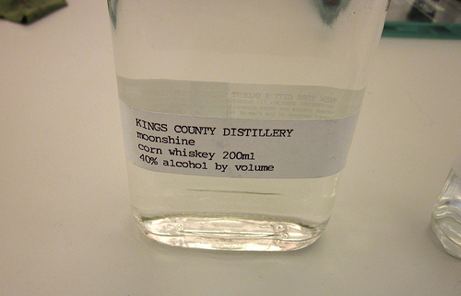 KINGS COUNTY DISTILLERY
moonshine
corn whiskey 200ml
40% alcohol by volume